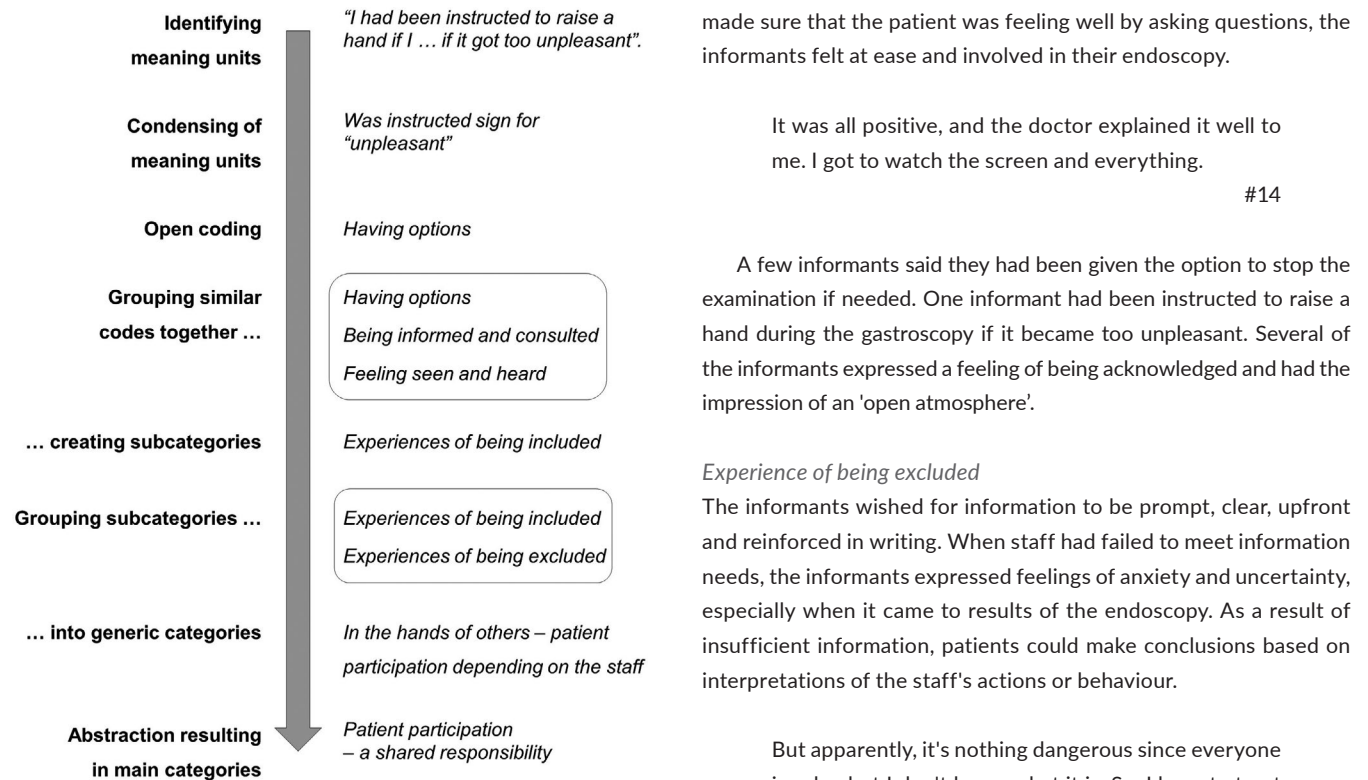 Identifying
meaning units
“I had been instructed to raise a
hand if I … if it got too unpleasant”.
Condensing of
meaning units
Was instructed sign for
“unpleasant”
Open coding
Having options
Grouping similar
codes together …
Having options
Being informed and consulted
Feeling seen and heard
… creating subcategories
Experiences of being included
Grouping subcategories …
Experiences of being included
Experiences of being excluded
… into generic categories
In the hands of others – patient
participation depending on the staff
Abstraction resulting
in main categories
Patient participation
– a shared responsibility
made sure that the patient was feeling well by asking questions, the
informants felt at ease and involved in their endoscopy.
It was all positive, and the doctor explained it well to
me. I got to watch the screen and everything.
#14
A few informants said they had been given the option to stop the
examination if needed. One informant had been instructed to raise a
hand during the gastroscopy if it became too unpleasant. Several of
the informants expressed a feeling of being acknowledged and had the
impression of an 'open atmosphere’.
Experience of being excluded
The informants wished for information to be prompt, clear, upfront
and reinforced in writing. When staff had failed to meet information
needs, the informants expressed feelings of anxiety and uncertainty,
especially when it came to results of the endoscopy. As a result of
insufficient information, patients could make conclusions based on
interpretations of the staff's actions or behaviour.
But apparently, it's nothing dangerous since everyone